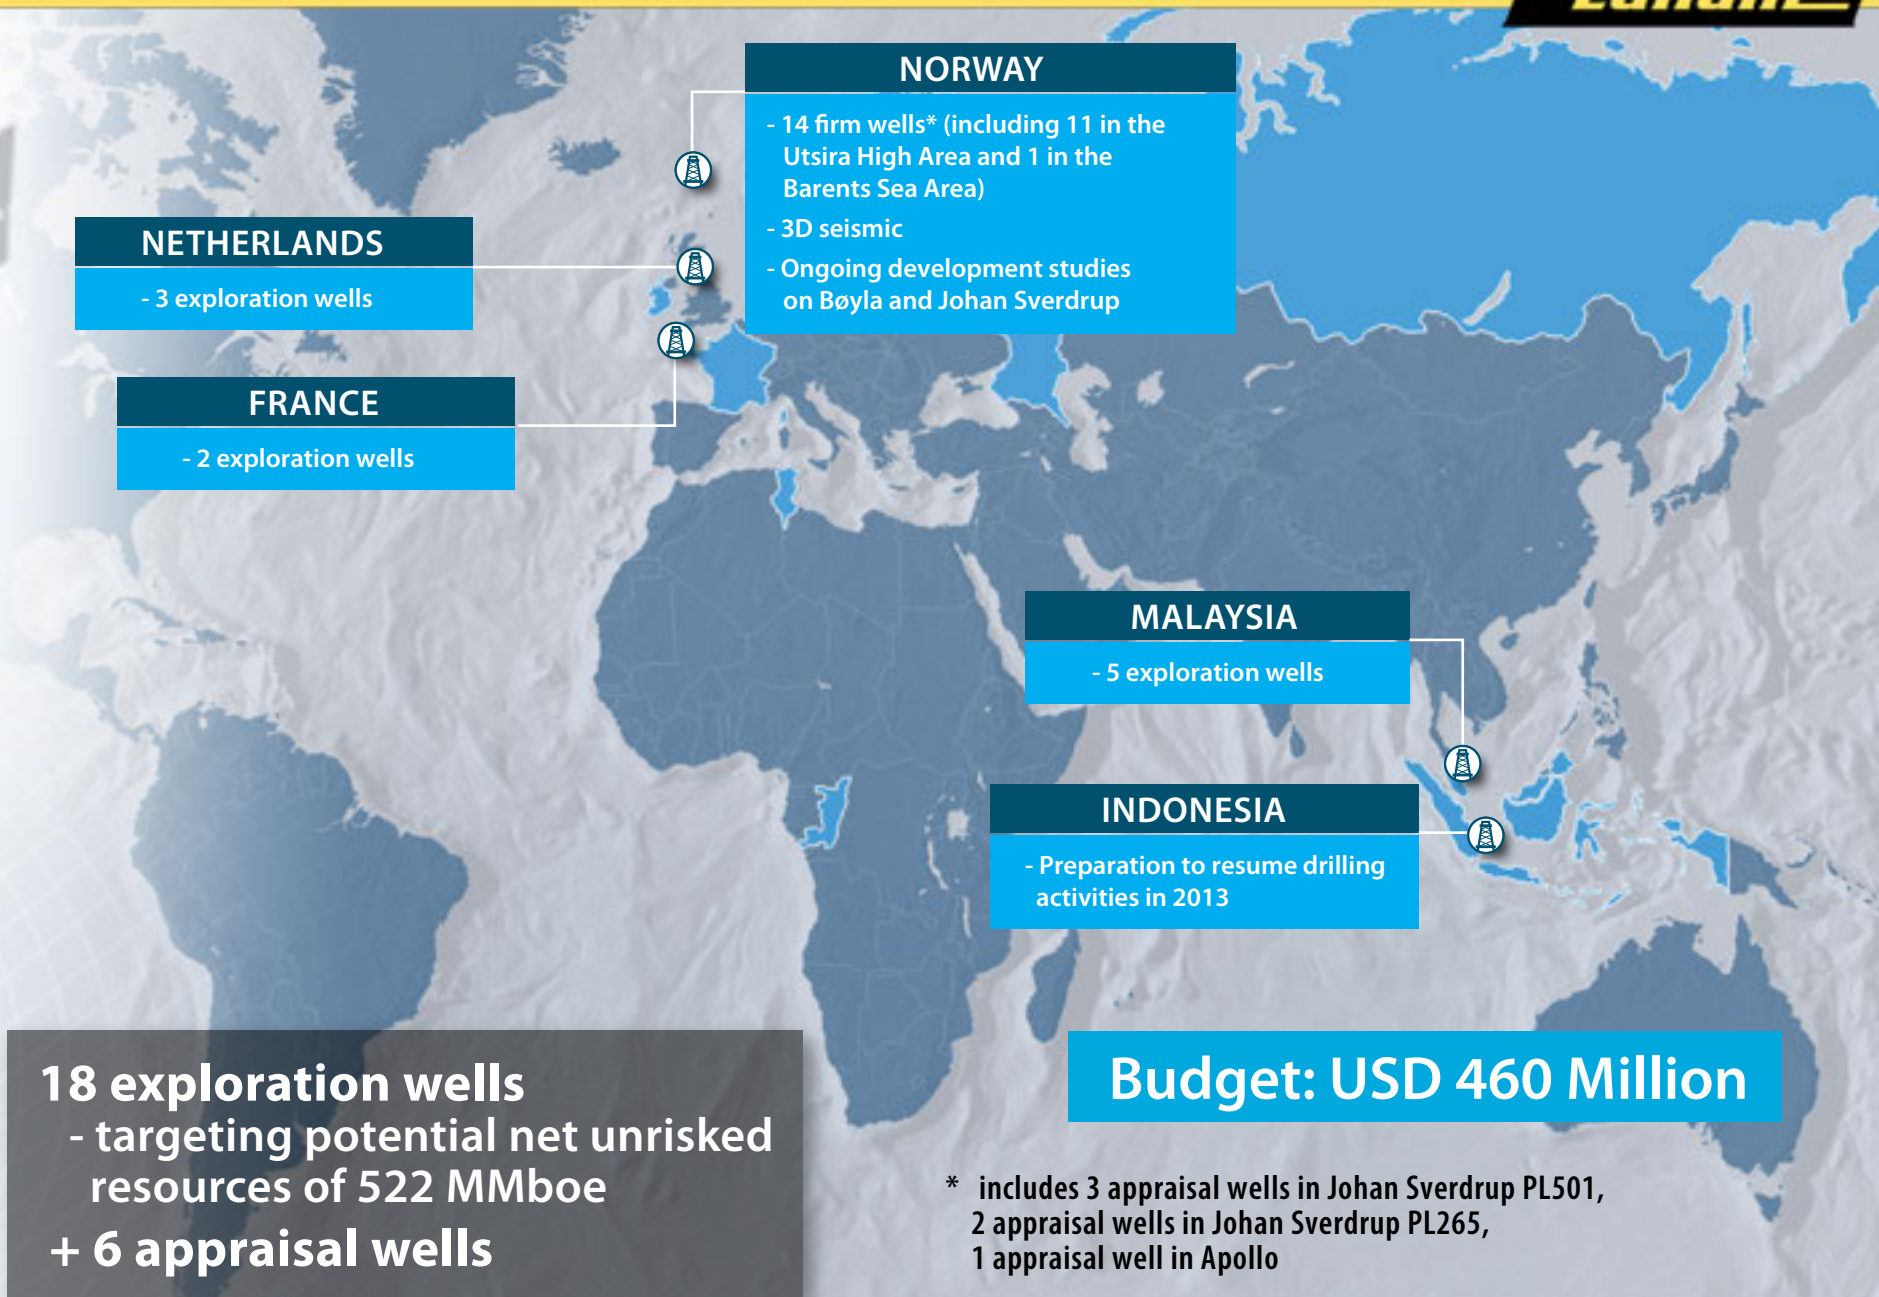 NORWAY
- 14 firm wells* (including 11 in the
Utsira High Area and 1 in the
Barents Sea Area)
- 3D seismic
- Ongoing development studies
on Bøyla and Johan Sverdrup
NETHERLANDS
- 3 exploration wells
FRANCE
- 2 exploration wells
MALAYSIA
- 5 exploration wells
INDONESIA
- Preparation to resume drilling
activities in 2013
18 exploration wells
- targeting potential net unrisked
resources of 522 MMboe
+ 6 appraisal wells
Budget: USD 460 Million
* includes 3 appraisal wells in Johan Sverdrup PL501,
2 appraisal wells in Johan Sverdrup PL265,
1 appraisal well in Apollo